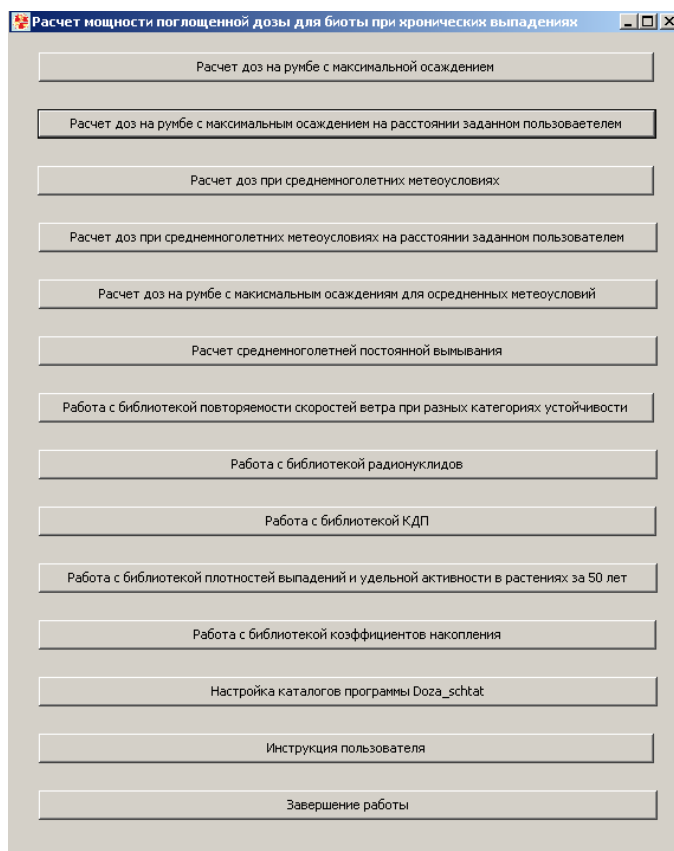 Расчет мощности поглощенной дозы для биоты при хронических выпадениях
Расчет доз на румбе с максимальной осаждением
Расчет доз на румбе с максимальным осаждением на расстоянии заданном пользоваетелем
Расчет доз при среднемноголетних метеоусловиях
Расчет доз при среднемноголетних метеоусловиях на расстоянии заданном пользователем
Расчет доз на румбе с макисмальным осаждениям для осредненных метеоусловий
Расчет среднемноголетней постоянной вымывания
Работа с библиотекой повторяемости скоростей ветра при разных категориях устойчивости
Работа с библиотекой радионуклидов
Работа с библиотекой КДП
Работа с библиотекой плотностей выпадений и удельной активности в растениях за 50 лет
Работа с библиотекой коэффициентов накопления
Настройка каталогов программы Doza_schtat
Инструкция пользователя
Завершение работы